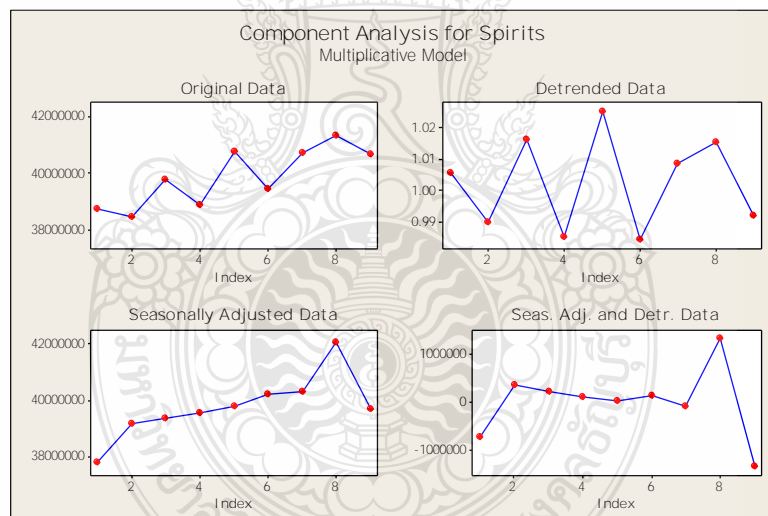 Component Analysis for Spirits
Multiplicative Model
Original Data
42000000
40000000
38000000
2 4 6 8
Index
Detrended Data
1.02
1.01
1.00
0.99
2 4 6 8
Index
Seasonally Adjusted Data
42000000
40000000
38000000
2 4 6 8
Index
Seas. Adj. and Detr. Data
1000000
0
-1000000
2 4 6 8
Index